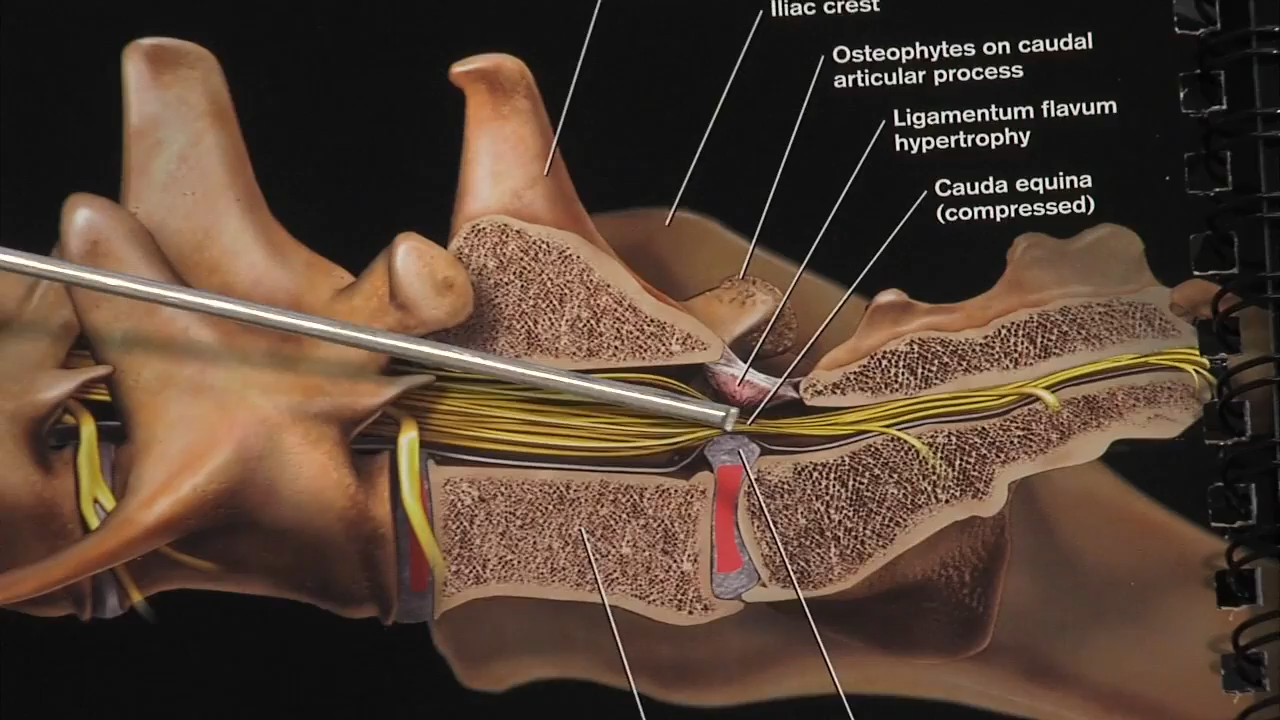 Iliac crest
Osteophytes on caudal
articular process
Ligamentum flavum
hypertrophy
Cauda equina
(compressed)